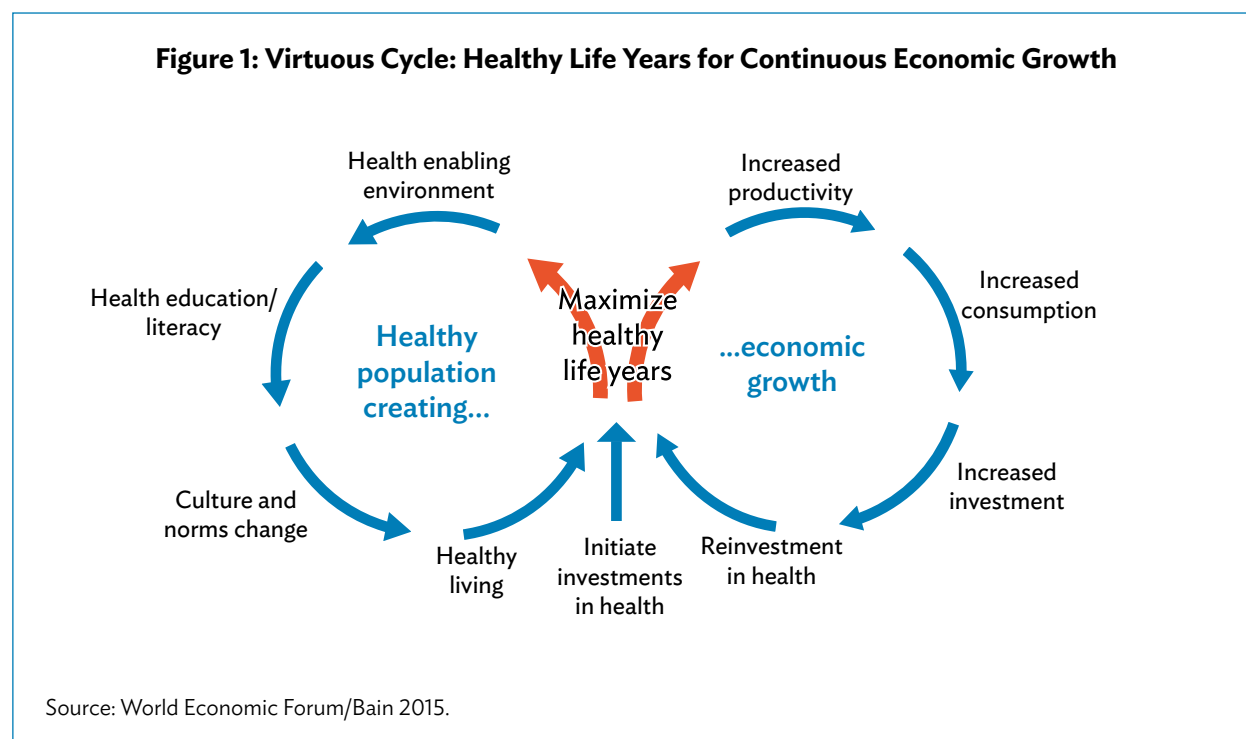 Figure 1: Virtuous Cycle: Healthy Life Years for Continuous Economic Growth
Health enabling
environment
Health education/
literacy
Culture and
norms change
Healthy
living
Healthy
population
creating...
Maximize
healthy
life years
Initiate
investments
in health
...economic
growth
Increased
productivity
Increased
consumption
Increased
investment
Reinvestment
in health
Source: World Economic Forum/Bain 2015.